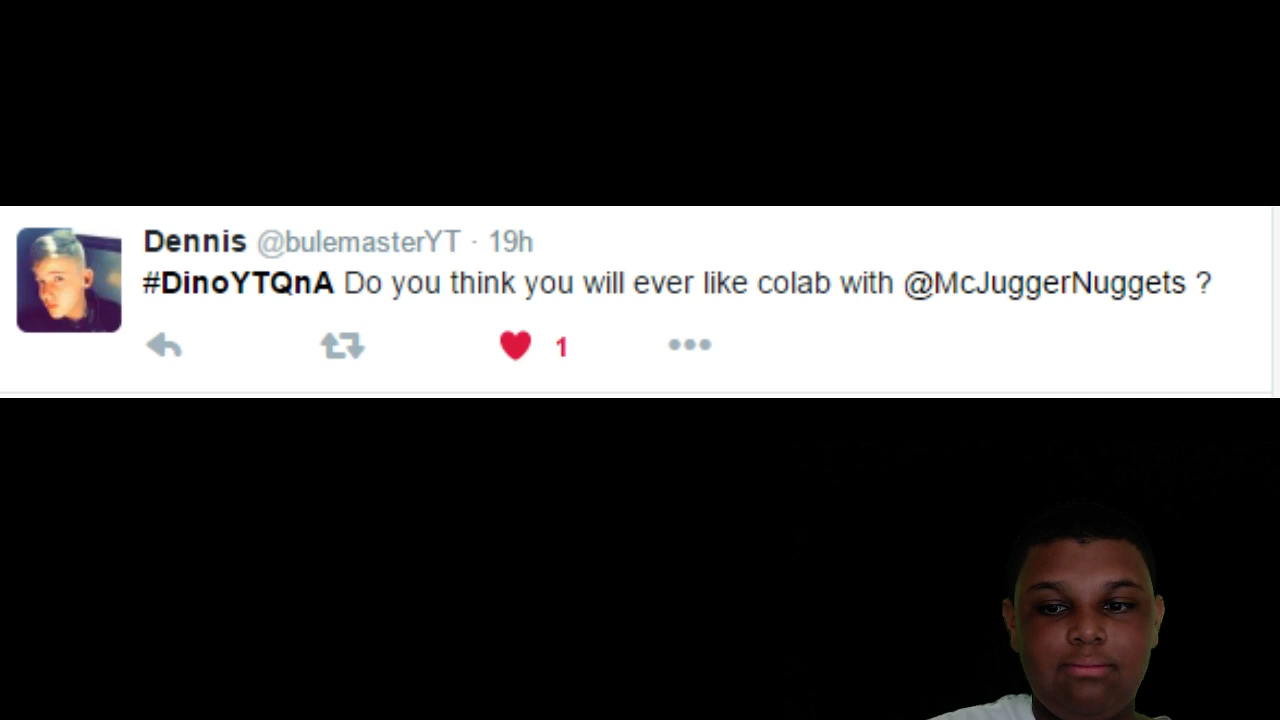 Dennis @bulemasterYT · 19h
#DinoYTQnA Do you think you will ever like colab with @McJuggerNuggets ?
1